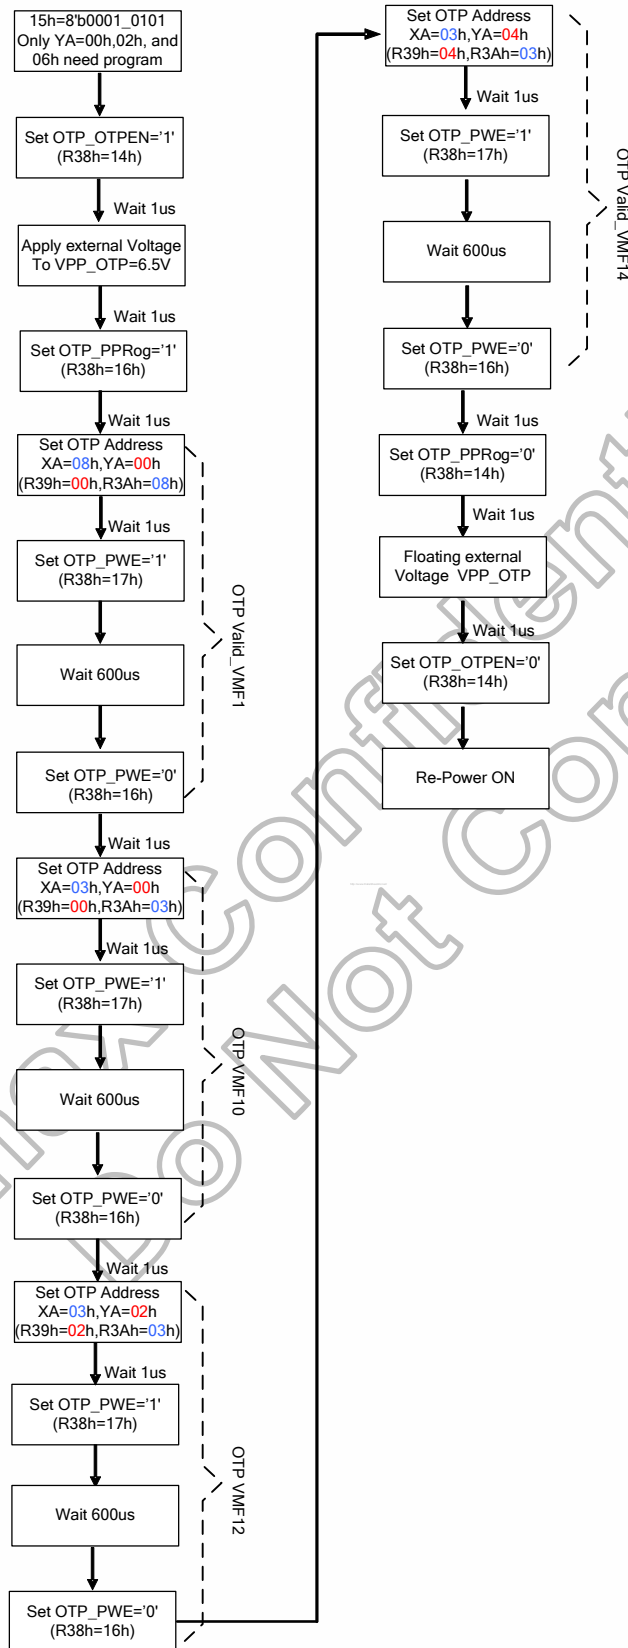 15h=8'b0001_0101
Only YA=00h,02h, and
06h need program
Set OTP_OTPEN='1'
(R38h=14h)
Wait 1us
Apply external Voltage
To VPP_OTP=6.5V
Wait 1us
Set OTP_PPRog='1'
(R38h=16h)
Wait 1us
Set OTP Address
XA=08h,YA=00h
(R39h=00h,R3Ah=08h)
Wait 1us
Set OTP_PWE='1'
(R38h=17h)
Wait 600us
Set OTP_PWE='0'
(R38h=16h)
OTP Valid_VMF1
Wait 1us
Set OTP Address
XA=03h,YA=00h
(R39h=00h,R3Ah=03h)
Wait 1us
Set OTP_PWE='1'
(R38h=17h)
Wait 600us
Set OTP_PWE='0'
(R38h=16h)
OTP VMF10
Wait 1us
Set OTP Address
XA=03h,YA=02h
(R39h=02h,R3Ah=03h)
Wait 1us
Set OTP_PWE='1'
(R38h=17h)
Wait 600us
Set OTP_PWE='0'
(R38h=16h)
OTP VMF12
Set OTP Address
XA=03h,YA=04h
(R39h=04h,R3Ah=03h)
Wait 1us
Set OTP_PWE='1'
(R38h=17h)
Wait 600us
Set OTP_PWE='0'
(R38h=16h)
OTP Valid_VMF14
Wait 1us
Set OTP_PPRog='0'
(R38h=14h)
Wait 1us
Floating external
Voltage VPP_OTP
Wait 1us
Set OTP_OTPEN='0'
(R38h=14h)
Re-Power ON
Do Not